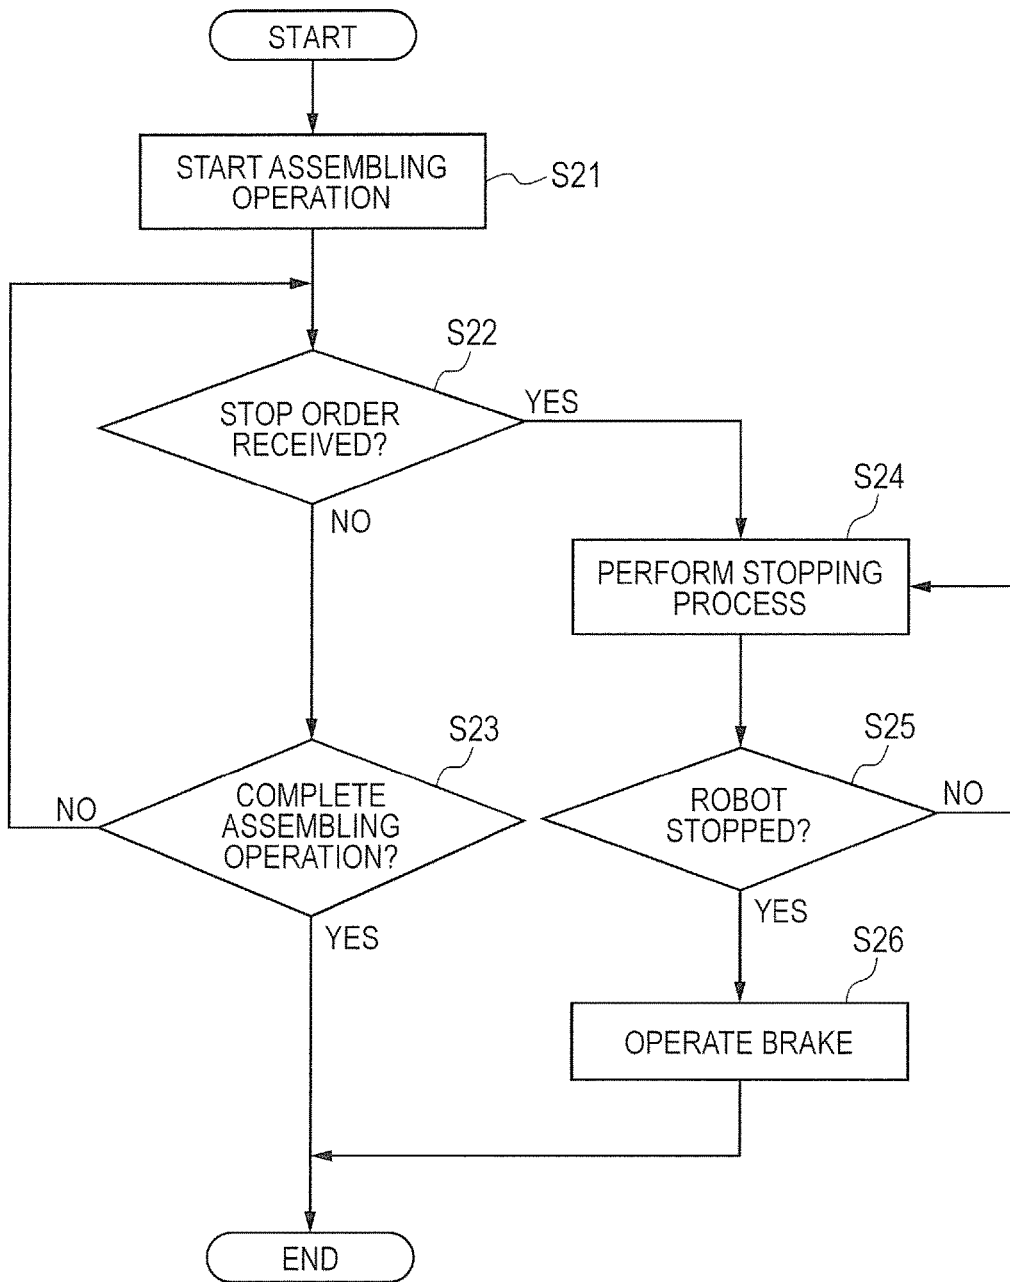 START
START ASSEMBLING
OPERATION
S21
S22
STOP ORDER
RECEIVED?
YES
NO
S24
PERFORM STOPPING
PROCESS
S23
COMPLETE
ASSEMBLING
OPERATION?
NO
YES
S25
ROBOT
STOPPED?
NO
YES
S26
OPERATE BRAKE
END